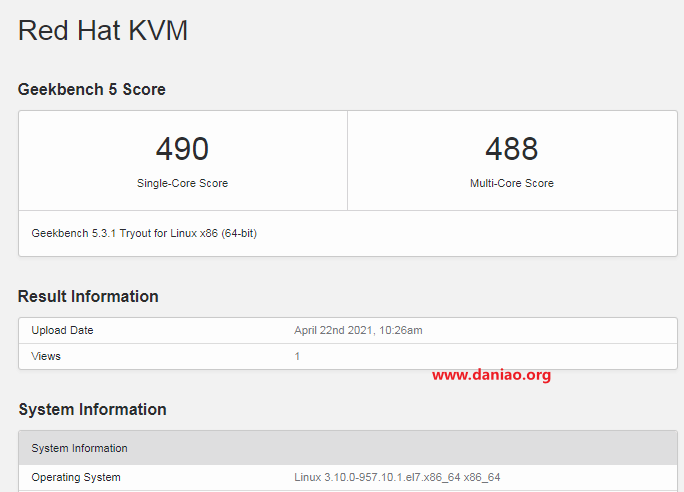 Red Hat KVM
Geekbench 5 Score
490 488
Single-Core Score Multi-Core Score
Geekbench 5.3.1 Tryout for Linux x86 (64-bit)
Result Information
Upload Date April 22nd 2021, 10:26am
Views 1
www.daniao.org
System Information
System Information
Operating System Linux 3.10.0-957.10.1.el7.x86_64 x86_64